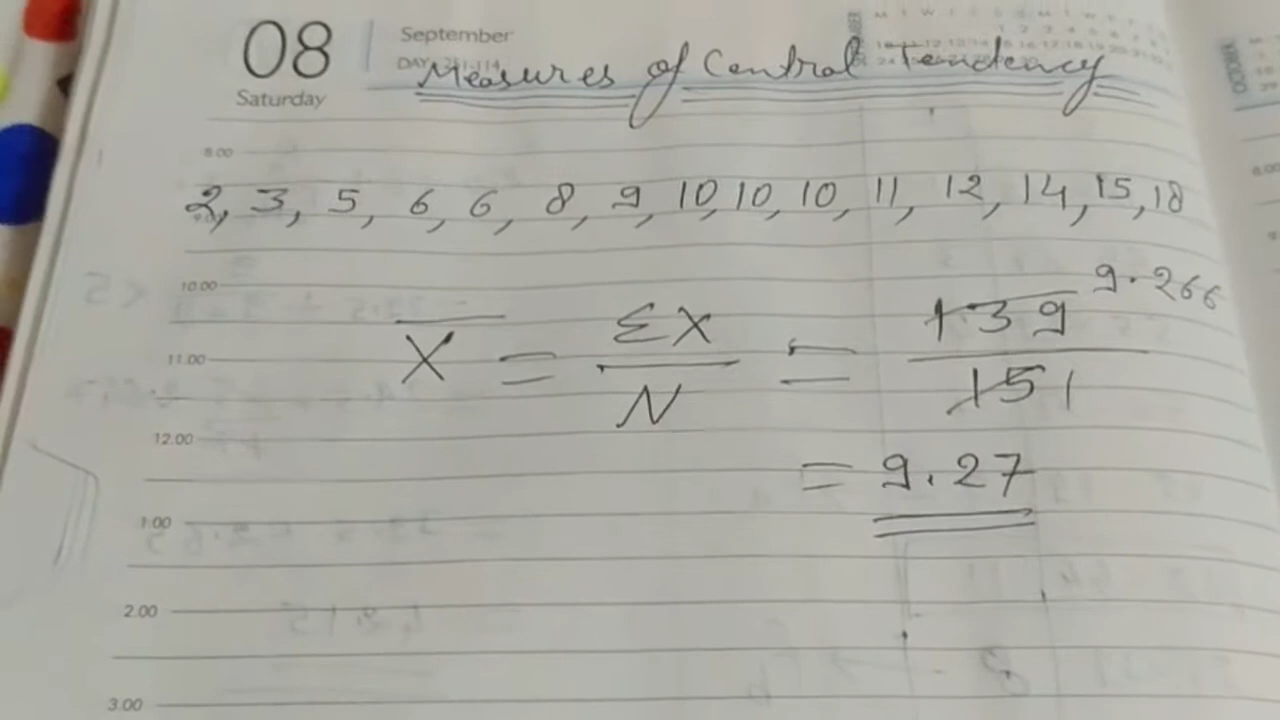 08
September
Saturday
Measures of Central Tendency
8.00
2, 3, 5, 6, 6, 8, 9, 10, 10, 10, 11, 12, 14, 15, 18
10.00
9.266
X̅ = ΣX / N = 139 / 15 1
11.00
12.00
= 9.27
1.00
2.00
3.00